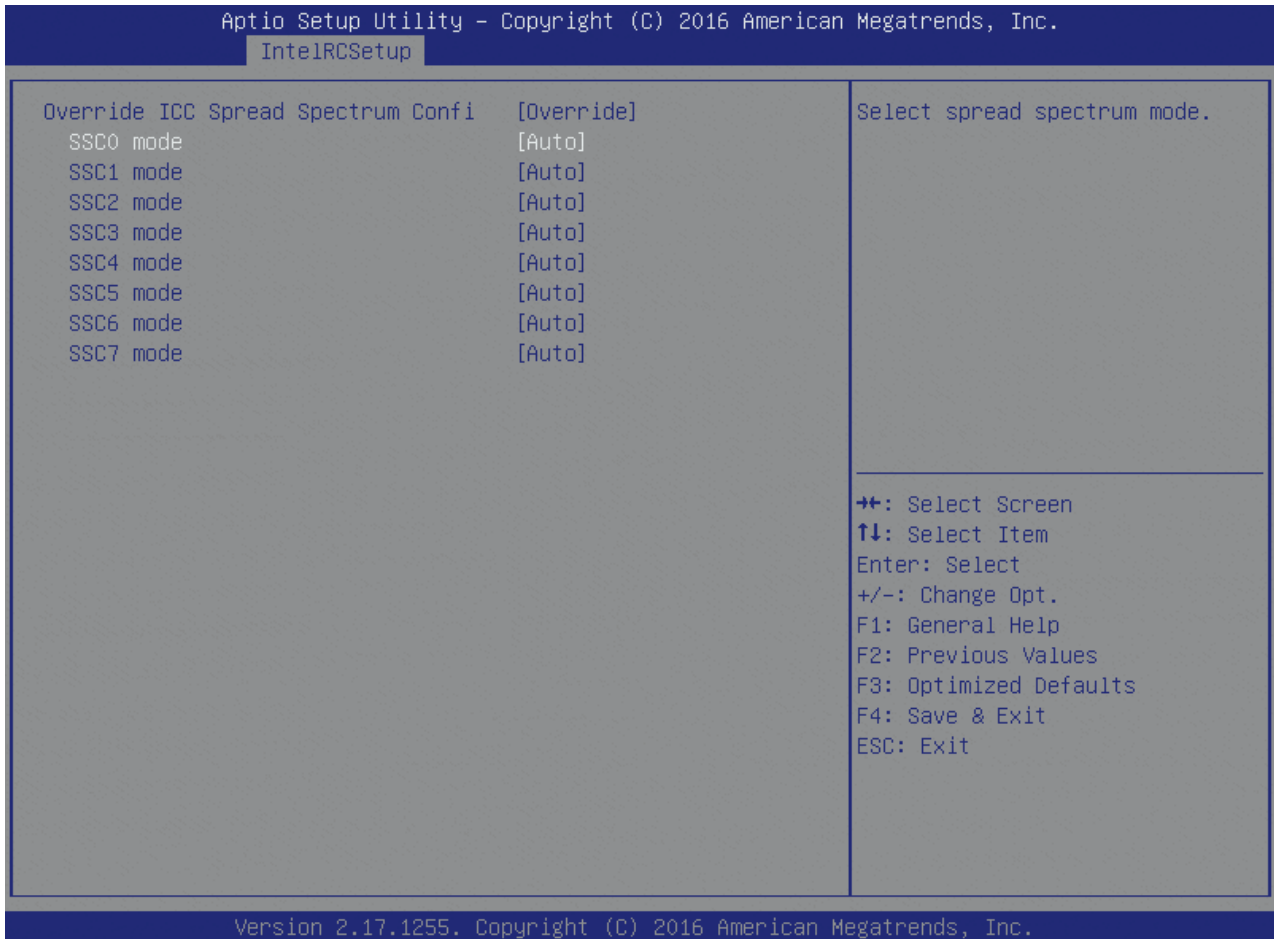 Aptio Setup Utility – Copyright (C) 2016 American Megatrends, Inc.
IntelRCSetup
Override ICC Spread Spectrum Confi [Override]
SSC0 mode [Auto]
SSC1 mode [Auto]
SSC2 mode [Auto]
SSC3 mode [Auto]
SSC4 mode [Auto]
SSC5 mode [Auto]
SSC6 mode [Auto]
SSC7 mode [Auto]
Select spread spectrum mode.
→←: Select Screen
↑↓: Select Item
Enter: Select
+/-: Change Opt.
F1: General Help
F2: Previous Values
F3: Optimized Defaults
F4: Save & Exit
ESC: Exit
Version 2.17.1255. Copyright (C) 2016 American Megatrends, Inc.